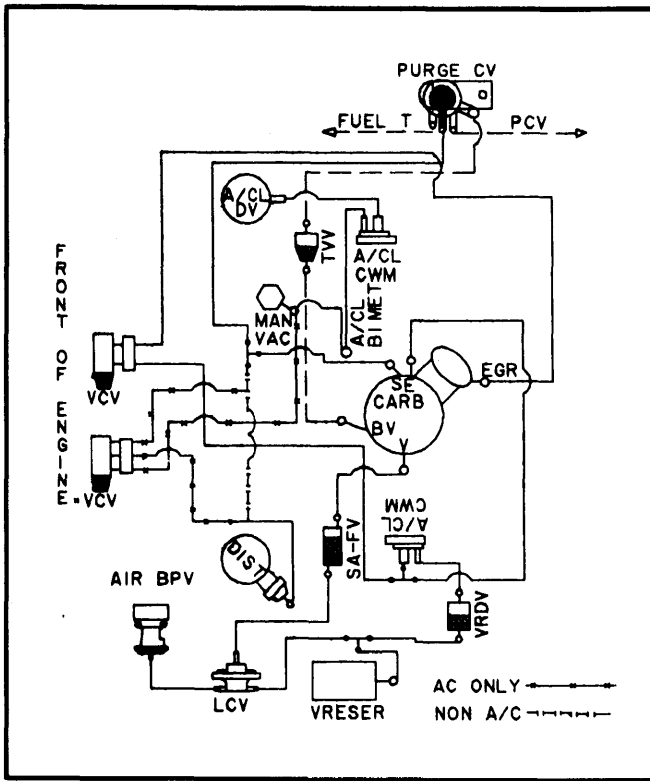 PURGE CV
FUEL T
PCV
A/CL
DV
TVV
A/CL
CWM
A/CL
BIMET
MAN
VAC
FRONT OF ENGINE
VCV
VCV
SE
CARB
EGR
BV
V
A/CL
CWM
SA-FV
DIST
AIR BPV
VRDV
LCV
VRESER
AC ONLY
NON A/C